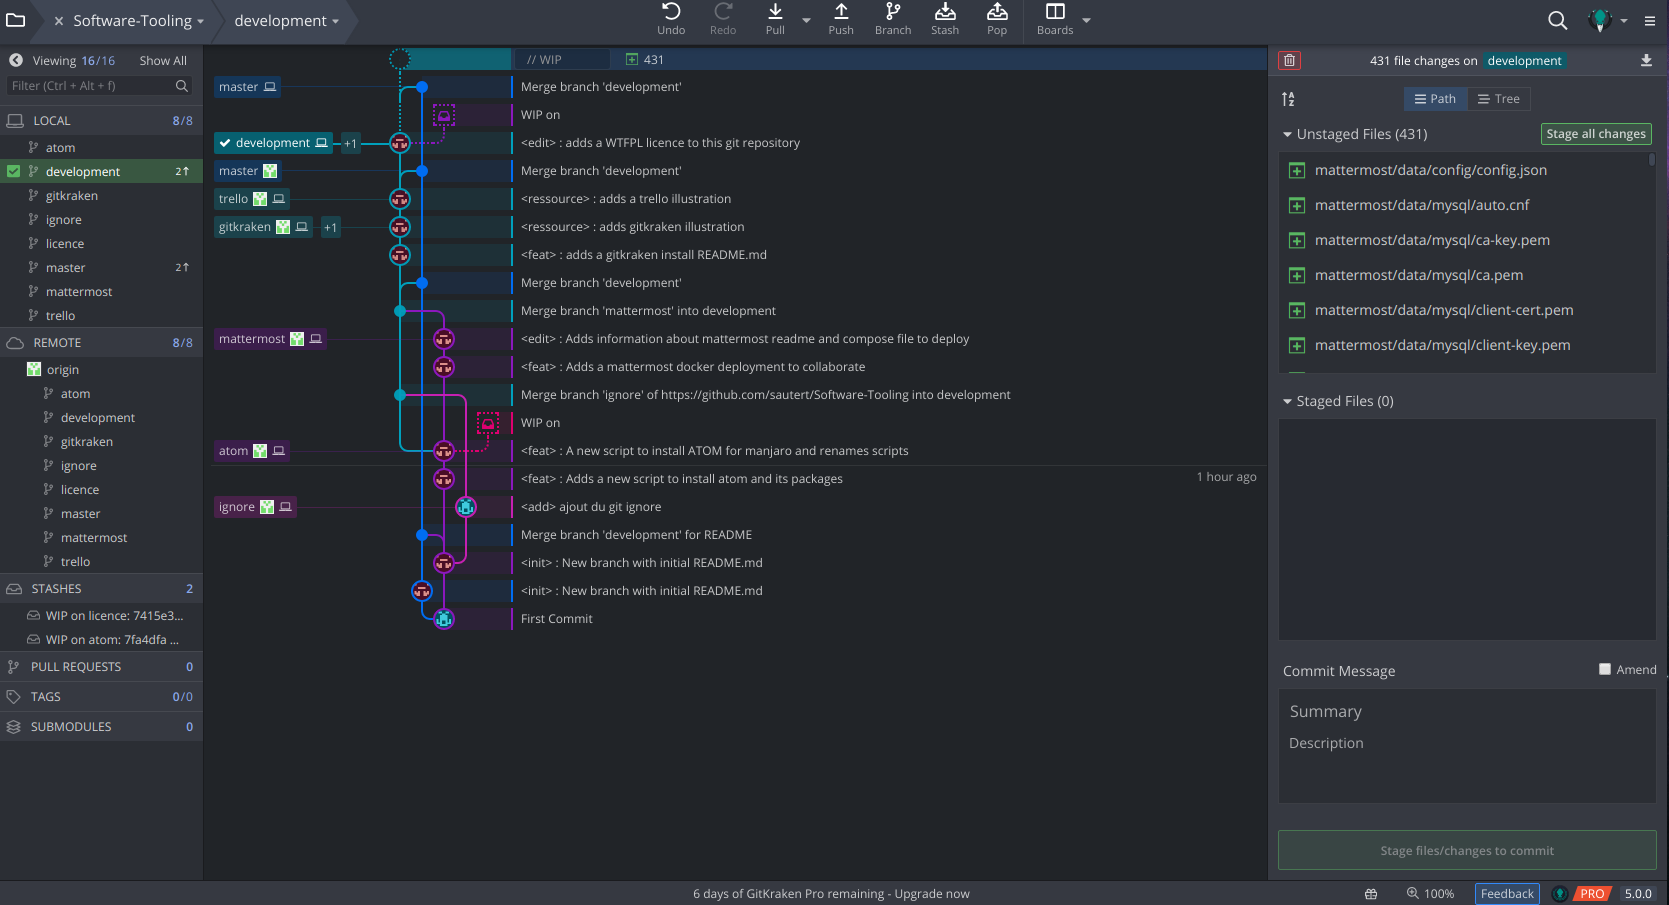 Software-Tooling
development
Undo
Redo
Pull
Push
Branch
Stash
Pop
Boards
Viewing 16/16 Show All
Filter (Ctrl + Alt + f)
LOCAL 8/8
atom
development 2↑
gitkraken
ignore
licence
master 2↑
mattermost
trello
REMOTE 8/8
origin
atom
development
gitkraken
ignore
licence
master
mattermost
trello
STASHES 2
WIP on licence: 7415e3...
WIP on atom: 7fa4dfa ...
PULL REQUESTS 0
TAGS 0/0
SUBMODULES 0
// WIP 431
master Merge branch 'development'
WIP on
development +1 <edit> : adds a WTFPL licence to this git repository
master Merge branch 'development'
trello <ressource> : adds a trello illustration
gitkraken +1 <ressource> : adds gitkraken illustration
<feat> : adds a gitkraken install README.md
Merge branch 'development'
Merge branch 'mattermost' into development
mattermost <edit> : Adds information about mattermost readme and compose file to deploy
<feat> : Adds a mattermost docker deployment to collaborate
Merge branch 'ignore' of https://github.com/sautert/Software-Tooling into development
WIP on
atom <feat> : A new script to install ATOM for manjaro and renames scripts
<feat> : Adds a new script to install atom and its packages 1 hour ago
ignore <add> ajout du git ignore
Merge branch 'development' for README
<init> : New branch with initial README.md
<init> : New branch with initial README.md
First Commit
431 file changes on development
Path Tree
Unstaged Files (431) Stage all changes
mattermost/data/config/config.json
mattermost/data/mysql/auto.cnf
mattermost/data/mysql/ca-key.pem
mattermost/data/mysql/ca.pem
mattermost/data/mysql/client-cert.pem
mattermost/data/mysql/client-key.pem
Staged Files (0)
Commit Message Amend
Summary
Description
Stage files/changes to commit
6 days of GitKraken Pro remaining - Upgrade now
100% Feedback PRO 5.0.0